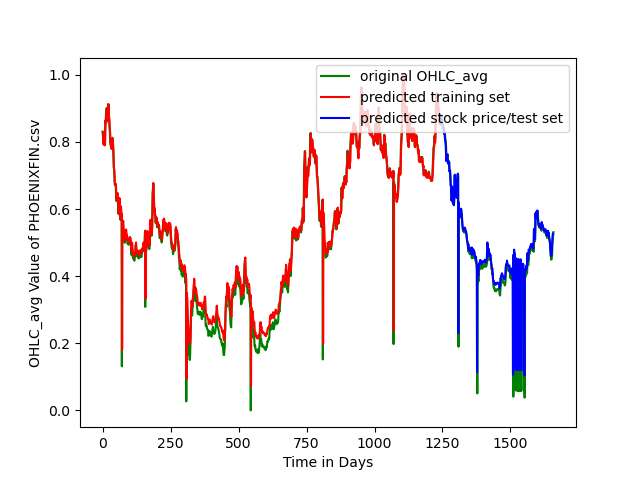 original OHLC_avg
predicted training set
predicted stock price/test set
OHLC_avg Value of PHOENIXFIN.csv
1.0
0.8
0.6
0.4
0.2
0.0
0 250 500 750 1000 1250 1500
Time in Days